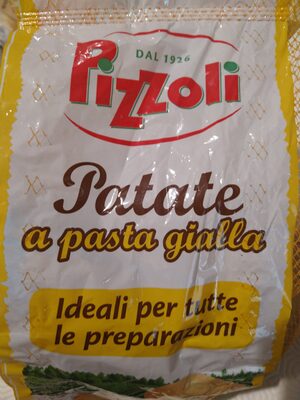 DAL 1926
Pizzoli
Patate
a pasta gialla
Ideali per tutte
le preparazioni